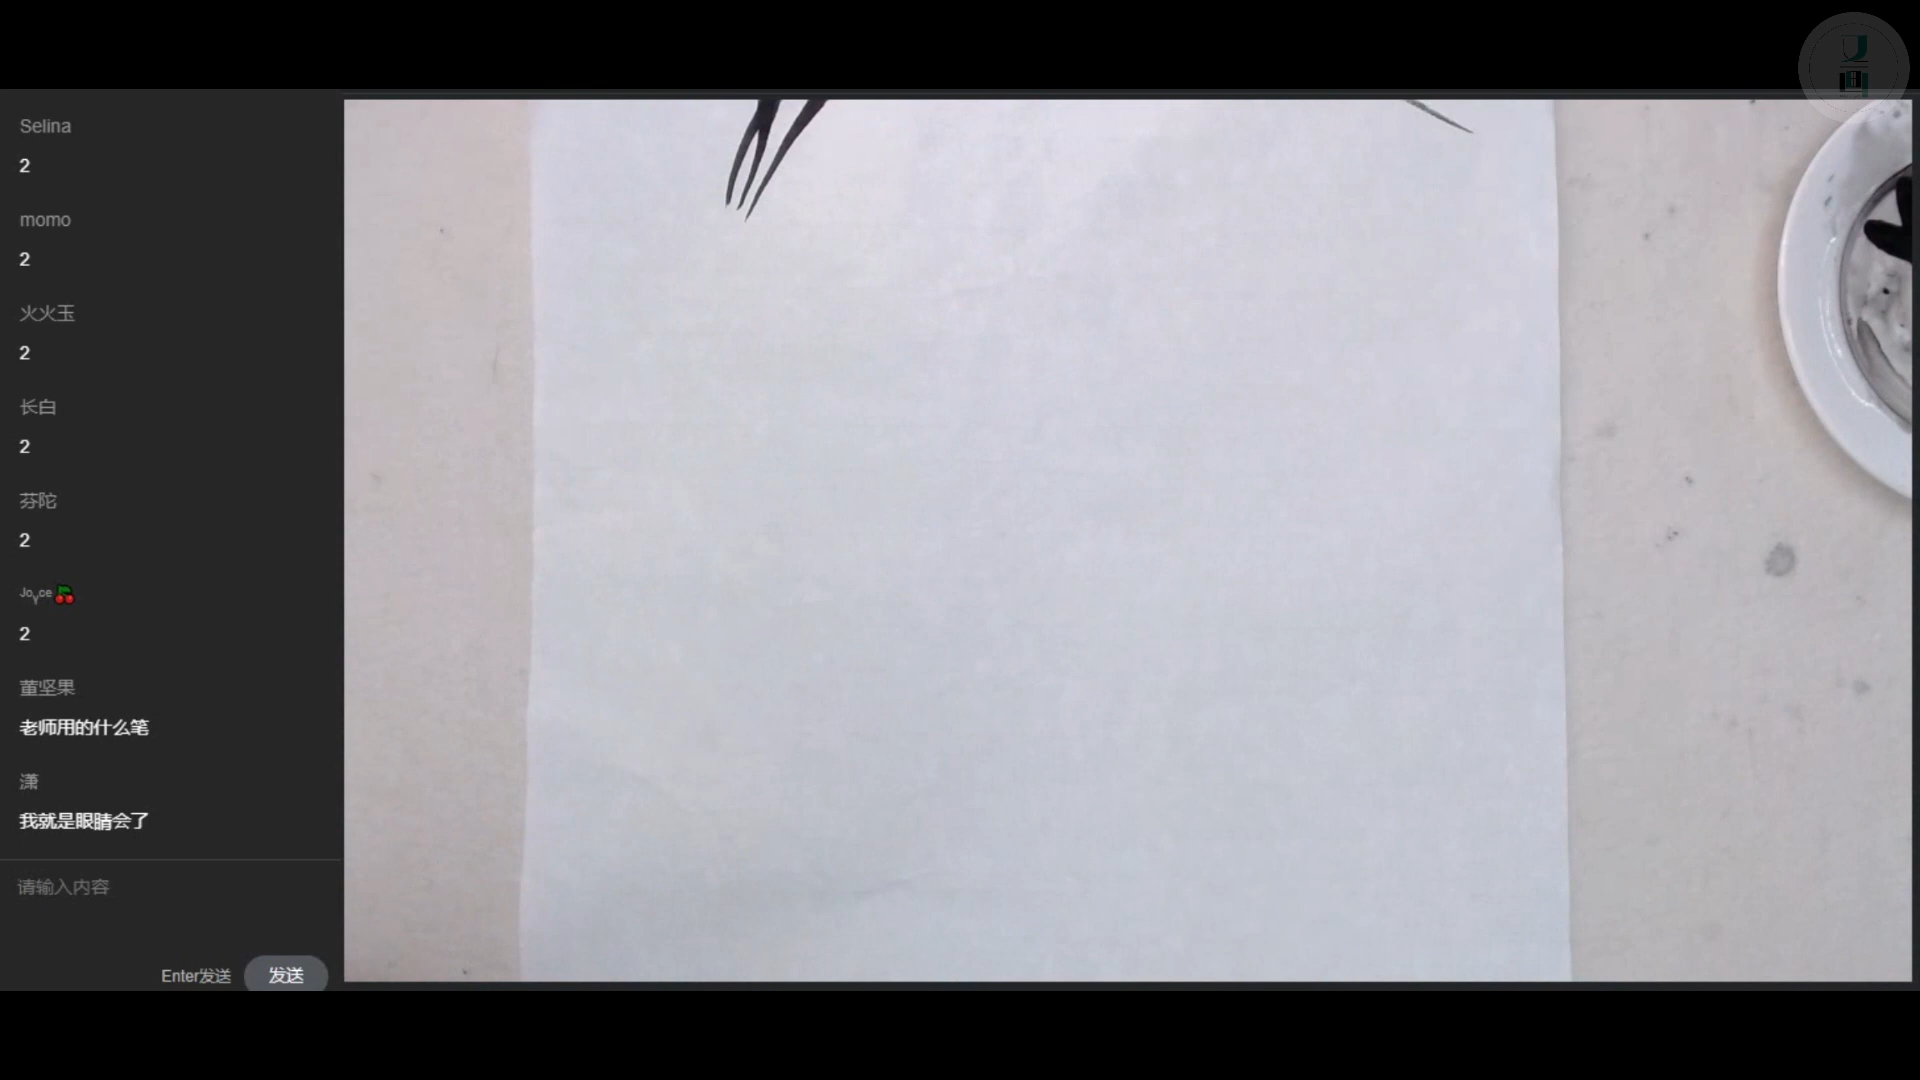 Selina
2
momo
2
火火玉
2
长白
2
芬陀
2
Joyce🍒
2
董坚果
老师用的什么笔
潇
我就是眼睛会了
请输入内容
Enter发送
发送